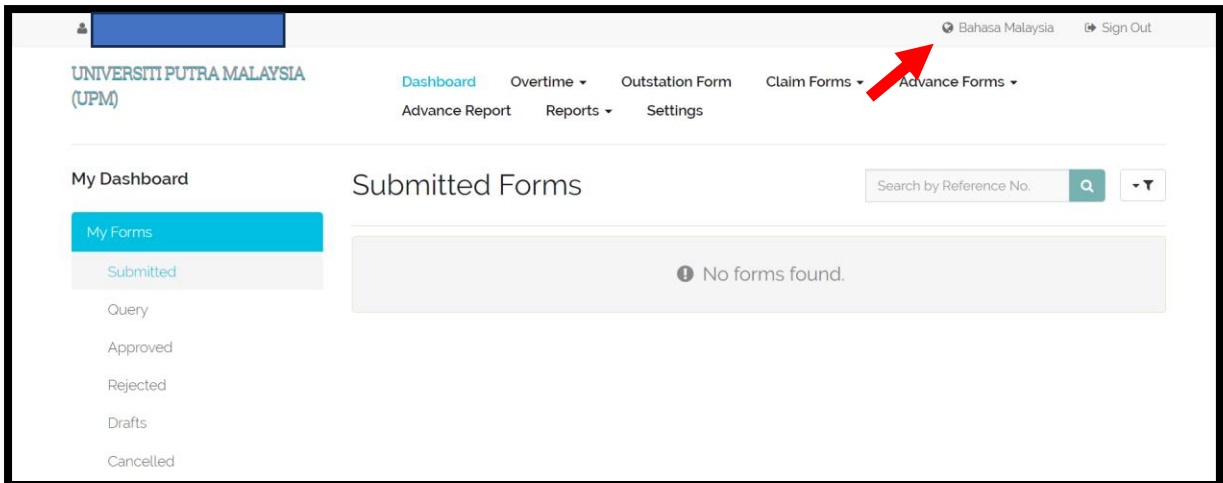 Bahasa Malaysia Sign Out
UNIVERSITI PUTRA MALAYSIA
(UPM)
Dashboard Overtime Outstation Form Claim Forms Advance Forms
Advance Report Reports Settings
My Dashboard
Submitted Forms
Search by Reference No.
My Forms
Submitted
No forms found.
Query
Approved
Rejected
Drafts
Cancelled